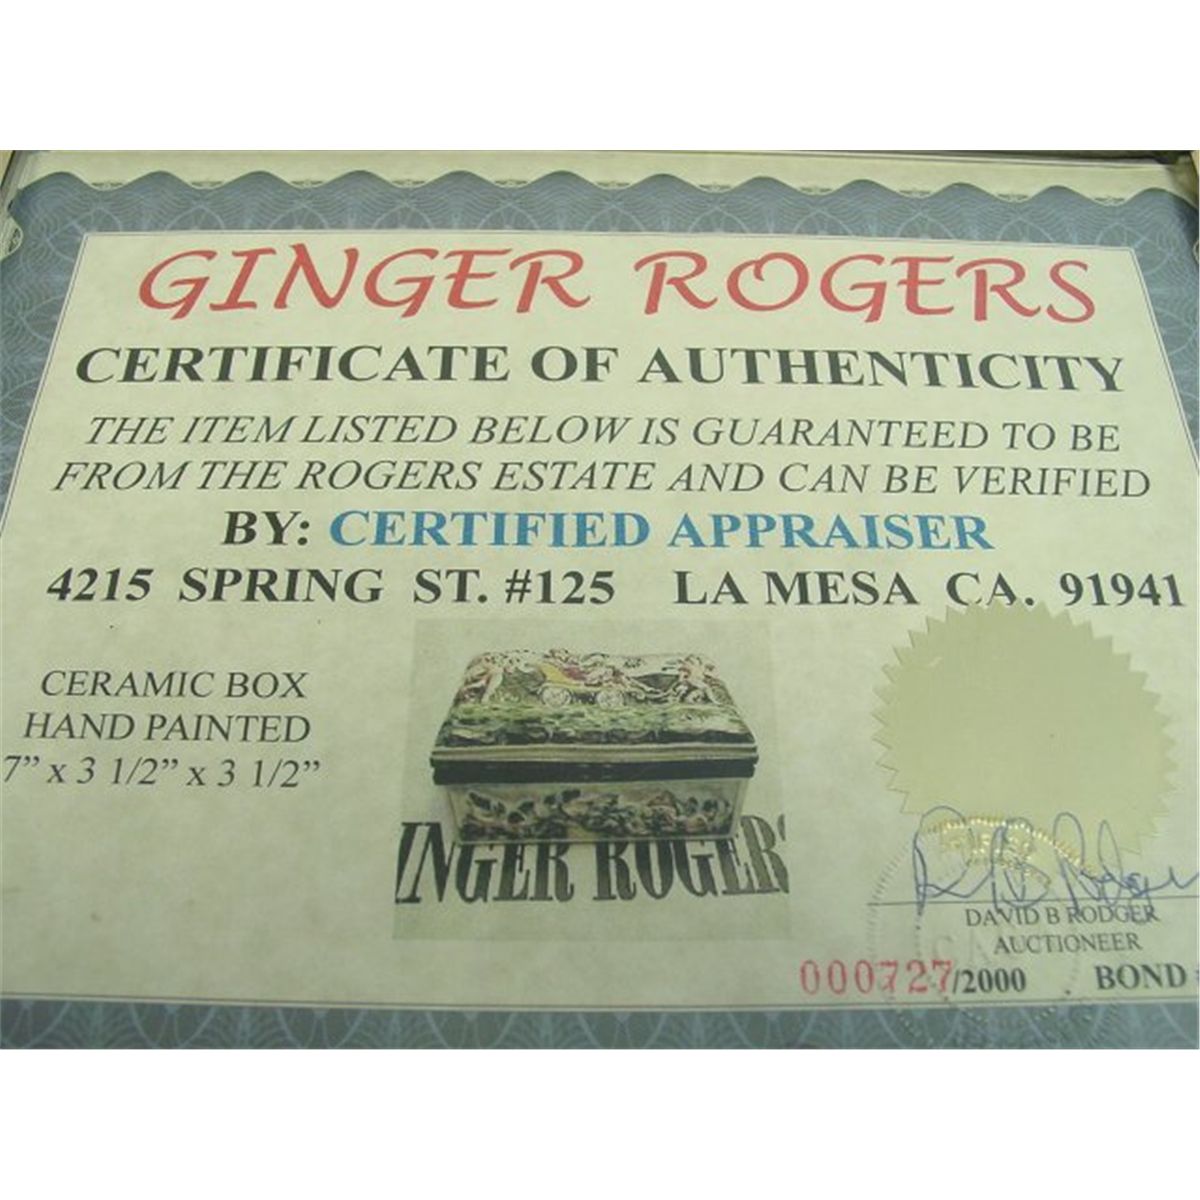 GINGER ROGERS
CERTIFICATE OF AUTHENTICITY
THE ITEM LISTED BELOW IS GUARANTEED TO BE
FROM THE ROGERS ESTATE AND CAN BE VERIFIED
BY: CERTIFIED APPRAISER
4215 SPRING ST. #125 LA MESA CA. 91941
CERAMIC BOX
HAND PAINTED
7” x 3 1/2” x 3 1/2”
INGER ROGER
DAVID B RODGER
AUCTIONEER
000727/2000 BOND